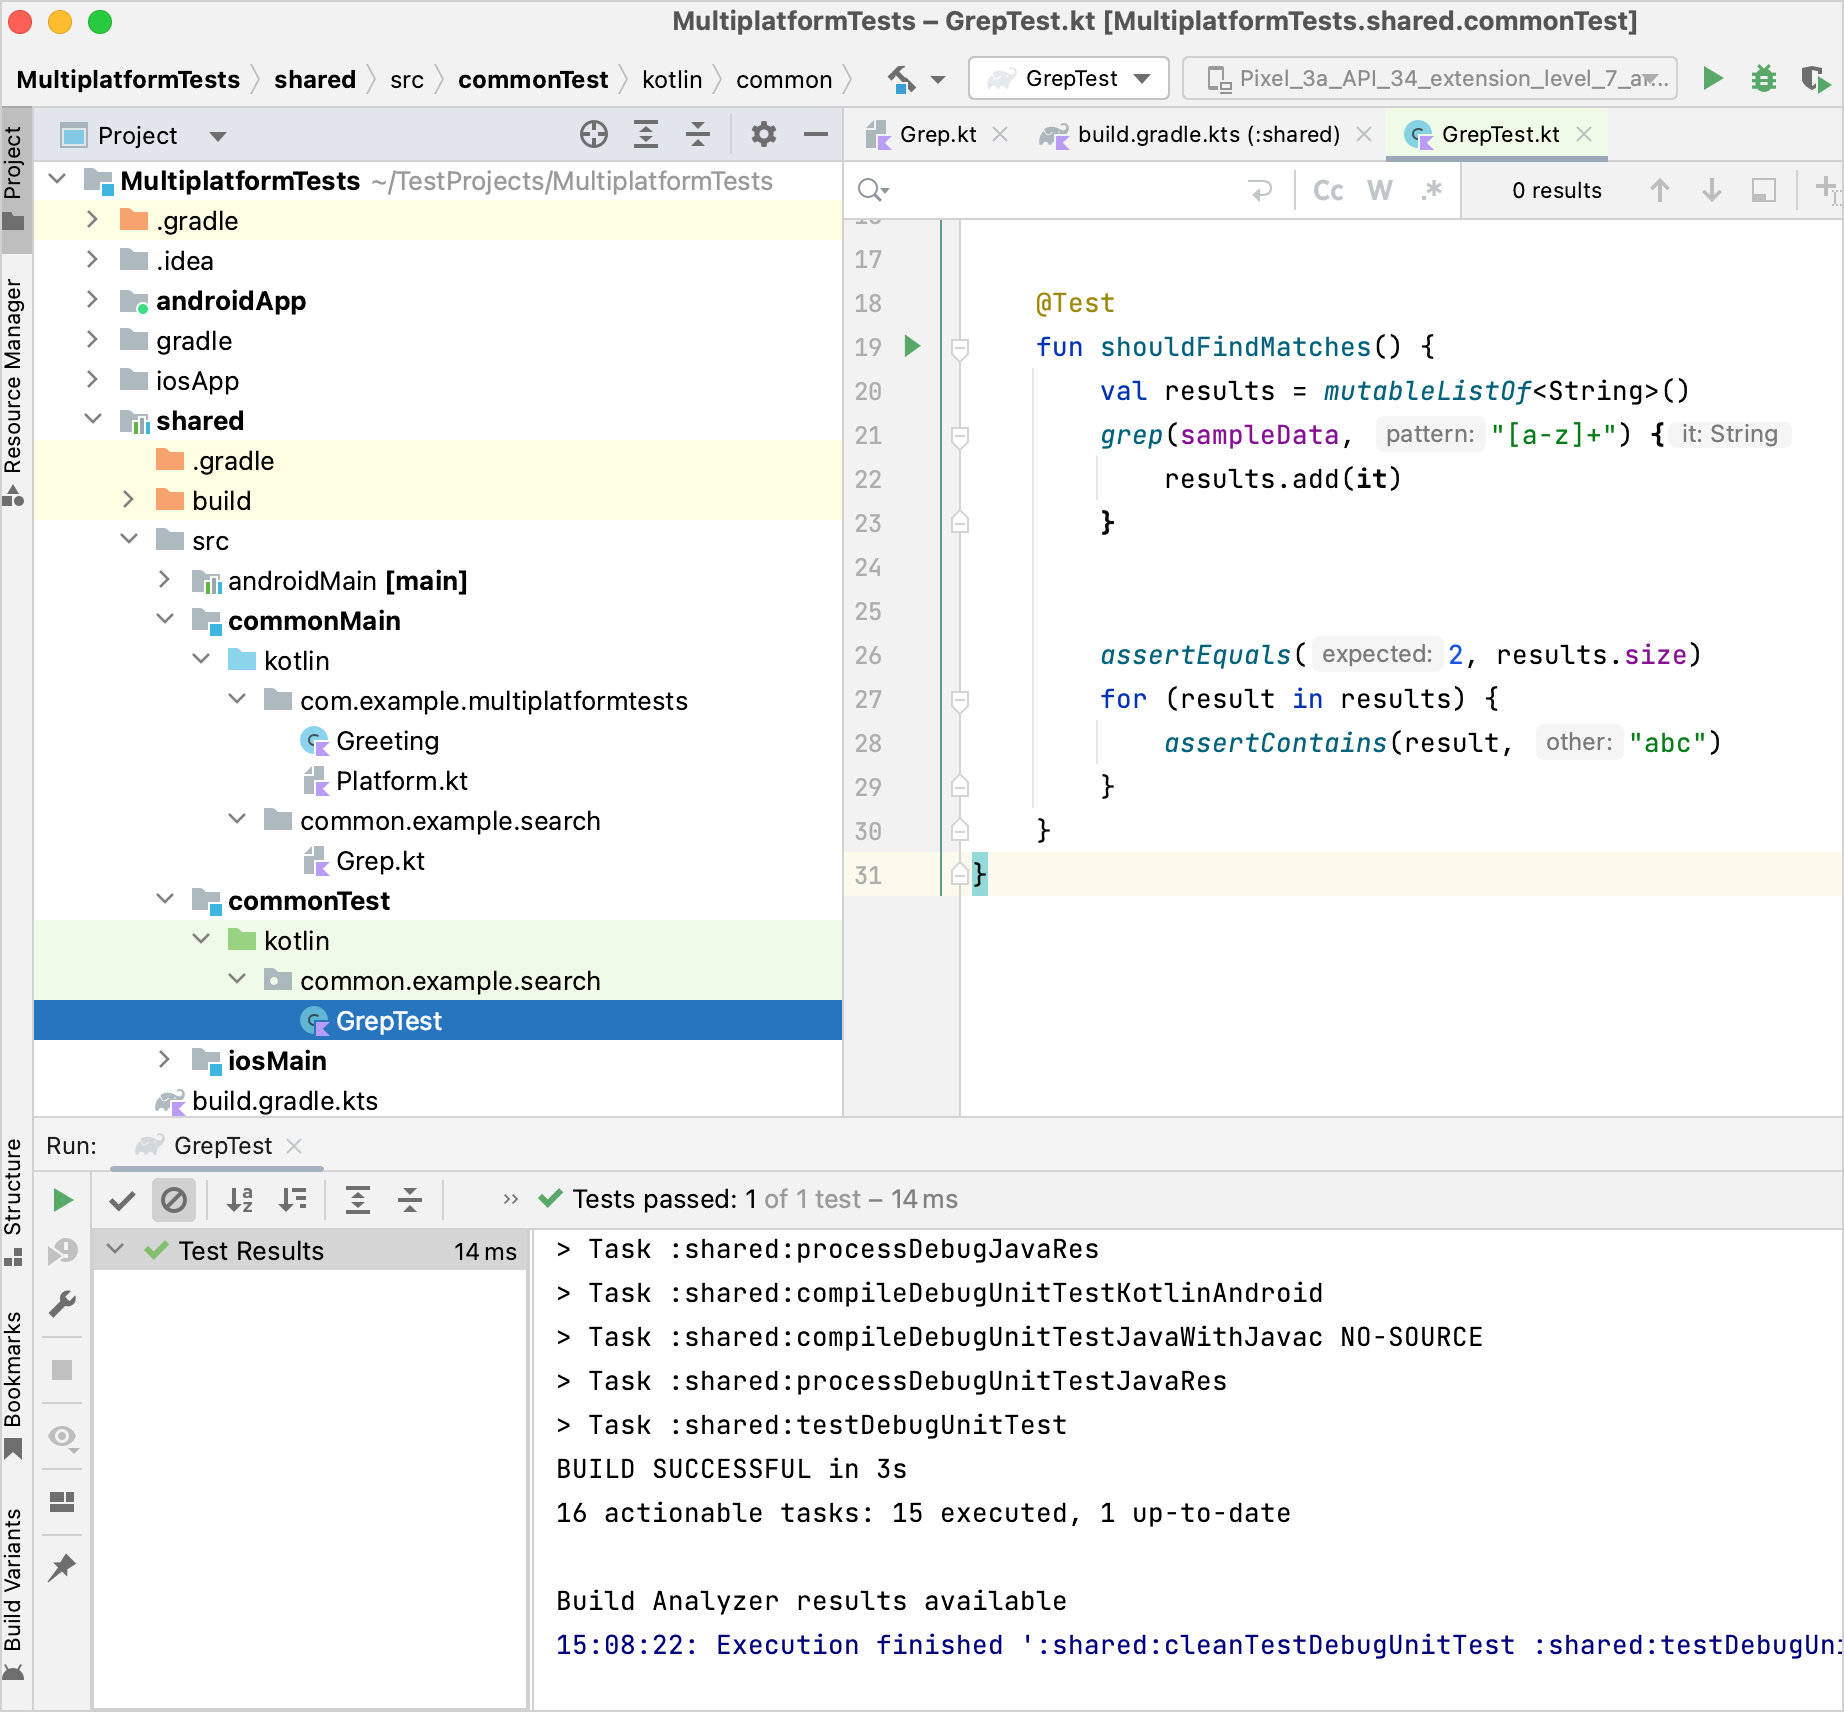 MultiplatformTests – GrepTest.kt [MultiplatformTests.shared.commonTest]
MultiplatformTests shared src commonTest kotlin common GrepTest Pixel_3a_API_34_extension_level_7_a...
Project
Resource Manager
Structure
Bookmarks
Build Variants
Project
MultiplatformTests ~/TestProjects/MultiplatformTests
.gradle
.idea
androidApp
gradle
iosApp
shared
.gradle
build
src
androidMain [main]
commonMain
kotlin
com.example.multiplatformtests
Greeting
Platform.kt
common.example.search
Grep.kt
commonTest
kotlin
common.example.search
GrepTest
iosMain
build.gradle.kts
Grep.kt build.gradle.kts (:shared) GrepTest.kt
Cc W .* 0 results
17
18 @Test
19 fun shouldFindMatches() {
20 val results = mutableListOf<String>()
21 grep(sampleData, pattern: "[a-z]+") { it: String
22 results.add(it)
23 }
24
25
26 assertEquals( expected: 2, results.size)
27 for (result in results) {
28 assertContains(result, other: "abc")
29 }
30 }
31 }
Run: GrepTest
Tests passed: 1 of 1 test – 14 ms
Test Results 14 ms
> Task :shared:processDebugJavaRes
> Task :shared:compileDebugUnitTestKotlinAndroid
> Task :shared:compileDebugUnitTestJavaWithJavac NO-SOURCE
> Task :shared:processDebugUnitTestJavaRes
> Task :shared:testDebugUnitTest
BUILD SUCCESSFUL in 3s
16 actionable tasks: 15 executed, 1 up-to-date
Build Analyzer results available
15:08:22: Execution finished ':shared:cleanTestDebugUnitTest :shared:testDebugUni